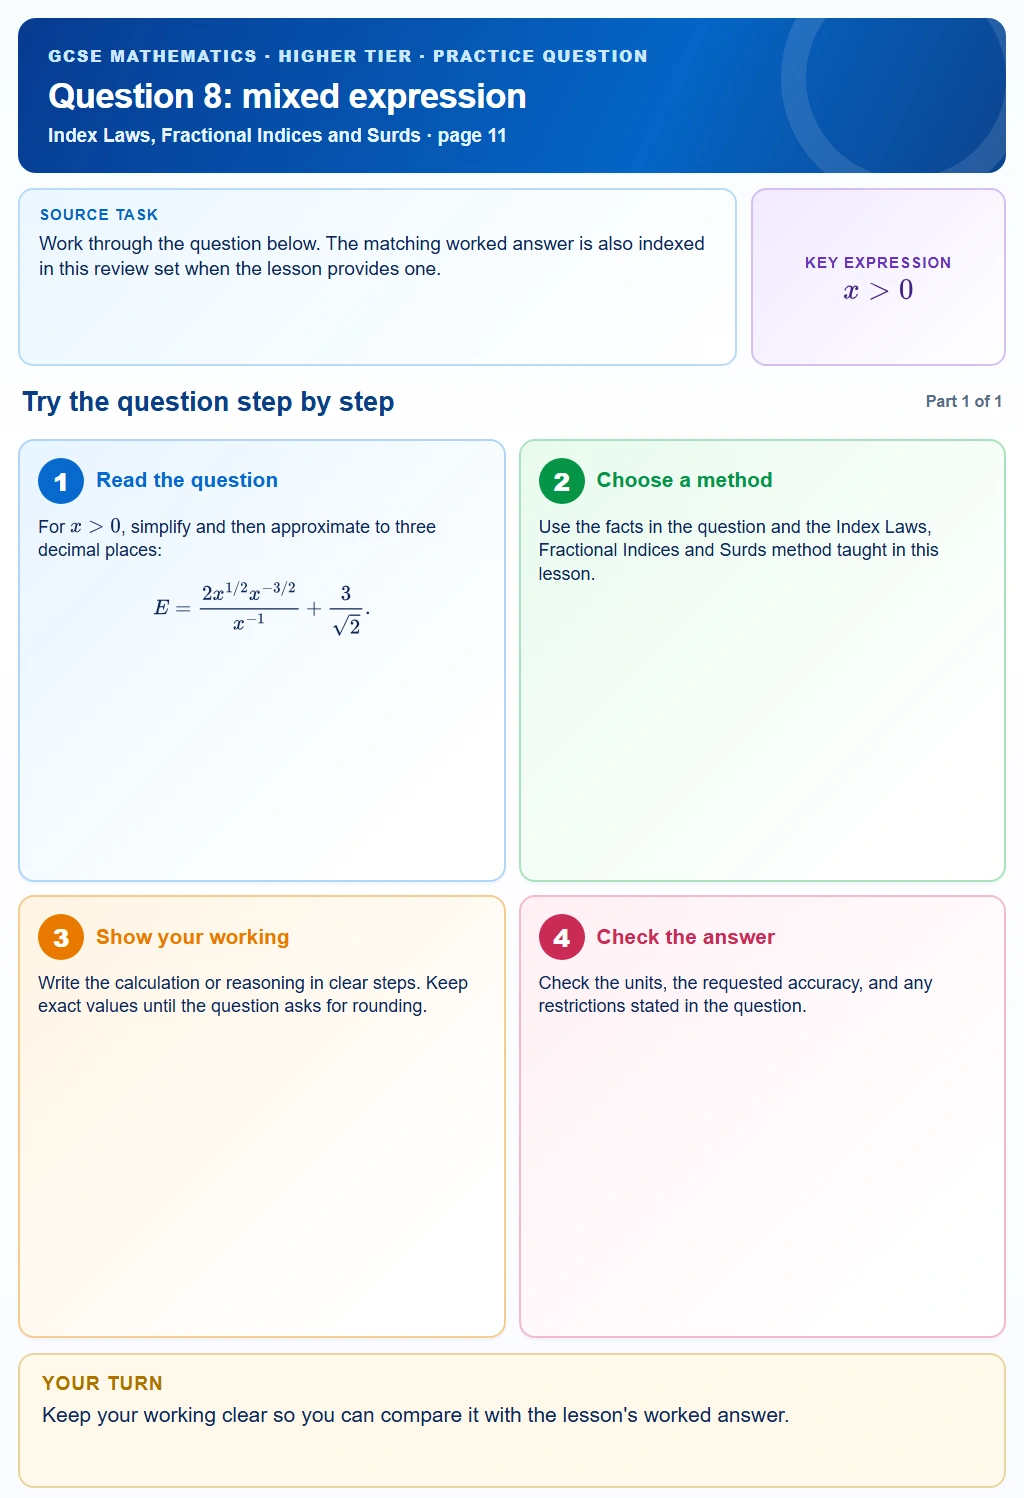 GCSE MATHEMATICS · HIGHER TIER · PRACTICE QUESTION
Question 8: mixed expression
Index Laws, Fractional Indices and Surds · page 11
SOURCE TASK
Work through the question below. The matching worked answer is also indexed
in this review set when the lesson provides one.
KEY EXPRESSION
x > 0
Try the question step by step
Part 1 of 1
1 Read the question
For x > 0, simplify and then approximate to three
decimal places:
E = \frac{2x^{1/2}x^{-3/2}}{x^{-1}} + \frac{3}{\sqrt{2}}.
2 Choose a method
Use the facts in the question and the Index Laws,
Fractional Indices and Surds method taught in this
lesson.
3 Show your working
Write the calculation or reasoning in clear steps. Keep
exact values until the question asks for rounding.
4 Check the answer
Check the units, the requested accuracy, and any
restrictions stated in the question.
YOUR TURN
Keep your working clear so you can compare it with the lesson's worked answer.